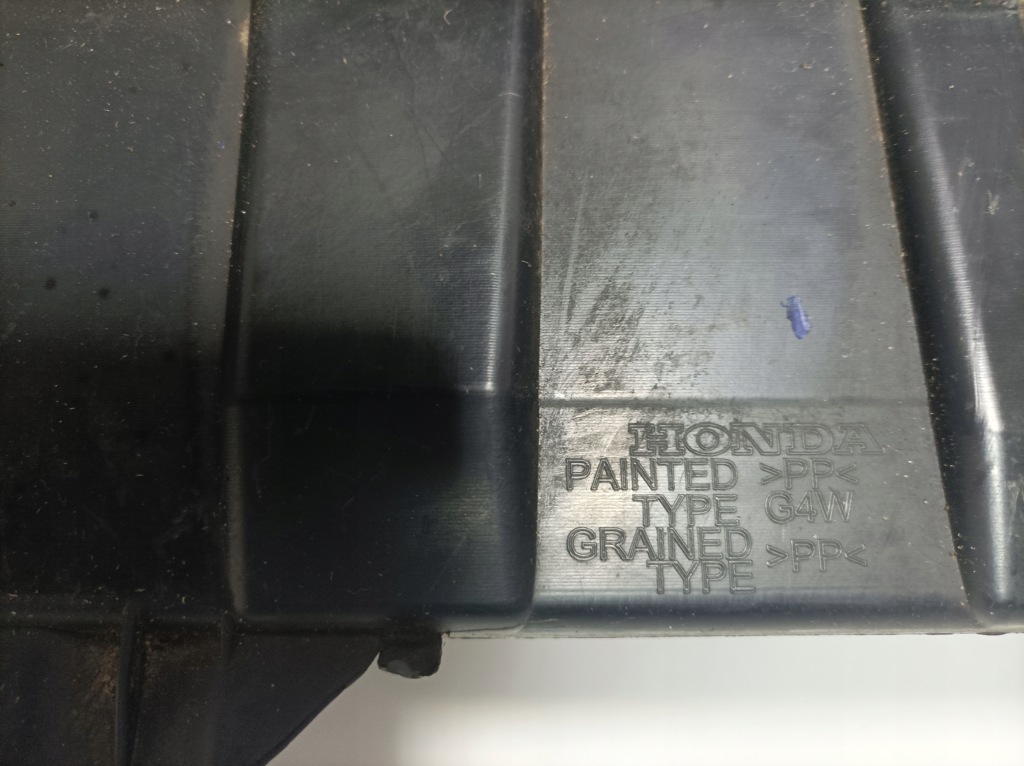 HONDA
PAINTED >PP<
TYPE G4W
GRAINED >PP<
TYPE